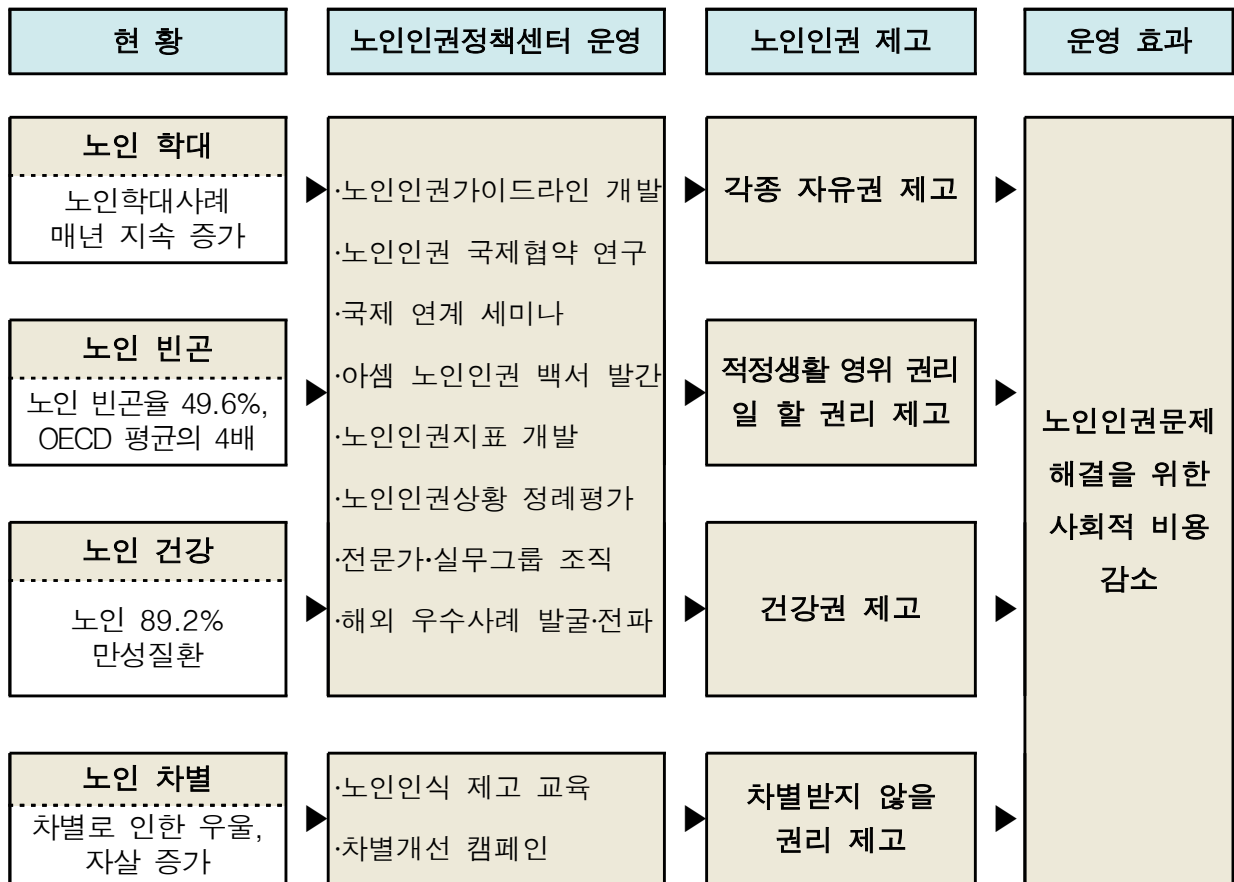 현 황
노인인권정책센터 운영
노인인권 제고
운영 효과
노인 학대
노인학대사례
매년 지속 증가
노인 빈곤
노인 빈곤율 49.6%,
OECD 평균의 4배
노인 건강
노인 89.2%
만성질환
노인 차별
차별로 인한 우울,
자살 증가
·노인인권가이드라인 개발
·노인인권 국제협약 연구
·국제 연계 세미나
·아셈 노인인권 백서 발간
·노인인권지표 개발
·노인인권상황 정례평가
·전문가·실무그룹 조직
·해외 우수사례 발굴·전파
·노인인식 제고 교육
·차별개선 캠페인
각종 자유권 제고
적정생활 영위 권리
일 할 권리 제고
건강권 제고
차별받지 않을
권리 제고
노인인권문제
해결을 위한
사회적 비용
감소